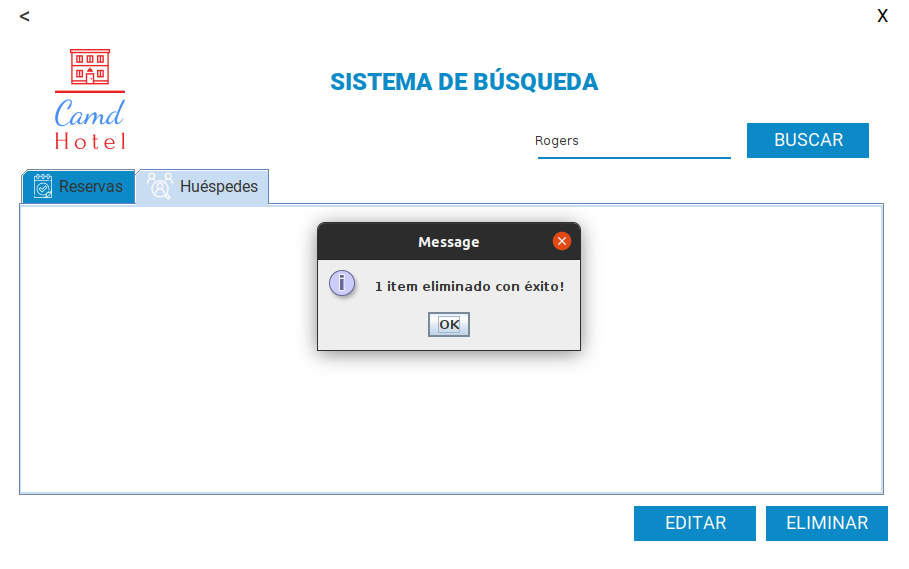 <
X
Camd
Hotel
SISTEMA DE BÚSQUEDA
Rogers
BUSCAR
Reservas
Huéspedes
Message
1 item eliminado con éxito!
OK
EDITAR
ELIMINAR